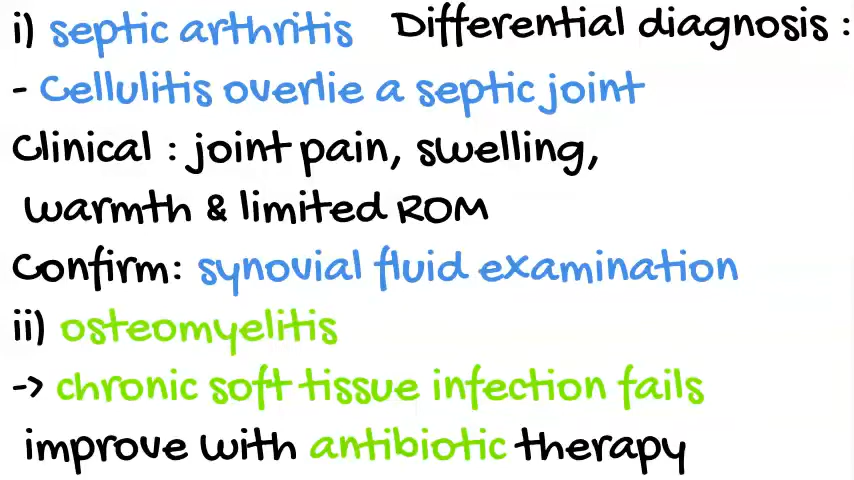 i) septic arthritis Differential diagnosis :
- Cellulitis overlie a septic joint
Clinical : joint pain, swelling,
warmth & limited ROM
Confirm: synovial fluid examination
ii) osteomyelitis
-> chronic soft tissue infection fails
improve with antibiotic therapy